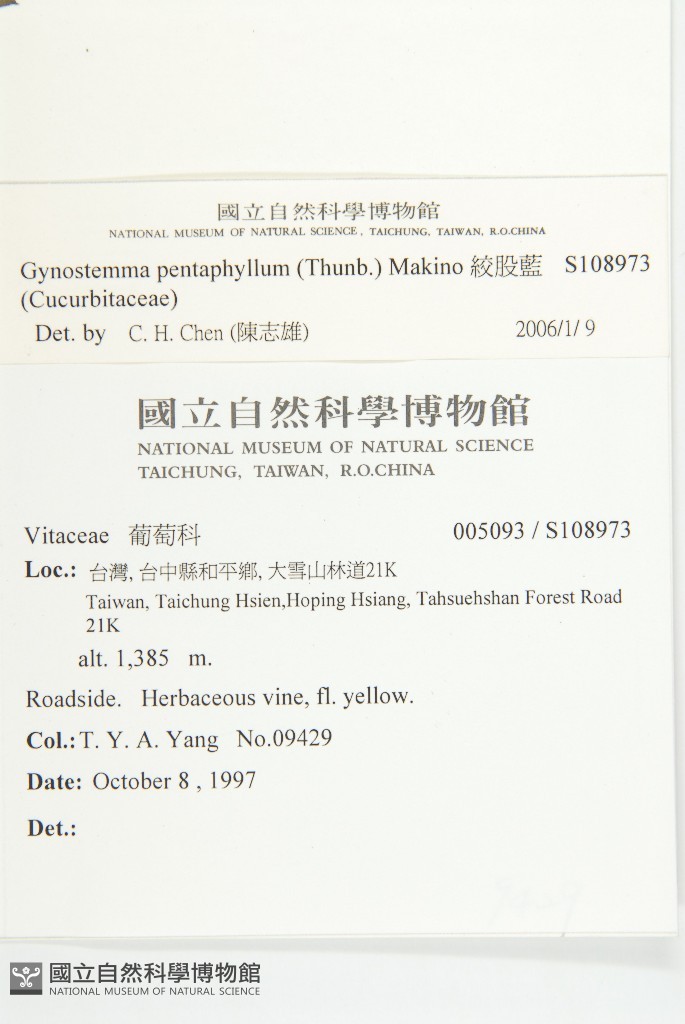 國立自然科學博物館
NATIONAL MUSEUM OF NATURAL SCIENCE, TAICHUNG, TAIWAN, R.O.CHINA
Gynostemma pentaphyllum (Thunb.) Makino 絞股藍 S108973
(Cucurbitaceae)
Det. by C. H. Chen (陳志雄) 2006/1/ 9
國立自然科學博物館
NATIONAL MUSEUM OF NATURAL SCIENCE
TAICHUNG, TAIWAN, R.O.CHINA
Vitaceae 葡萄科 005093 / S108973
Loc.: 台灣, 台中縣和平鄉, 大雪山林道21K
Taiwan, Taichung Hsien,Hoping Hsiang, Tahsuehshan Forest Road
21K
alt. 1,385 m.
Roadside. Herbaceous vine, fl. yellow.
Col.: T. Y. A. Yang No.09429
Date: October 8 , 1997
Det.:
國立自然科學博物館
NATIONAL MUSEUM OF NATURAL SCIENCE